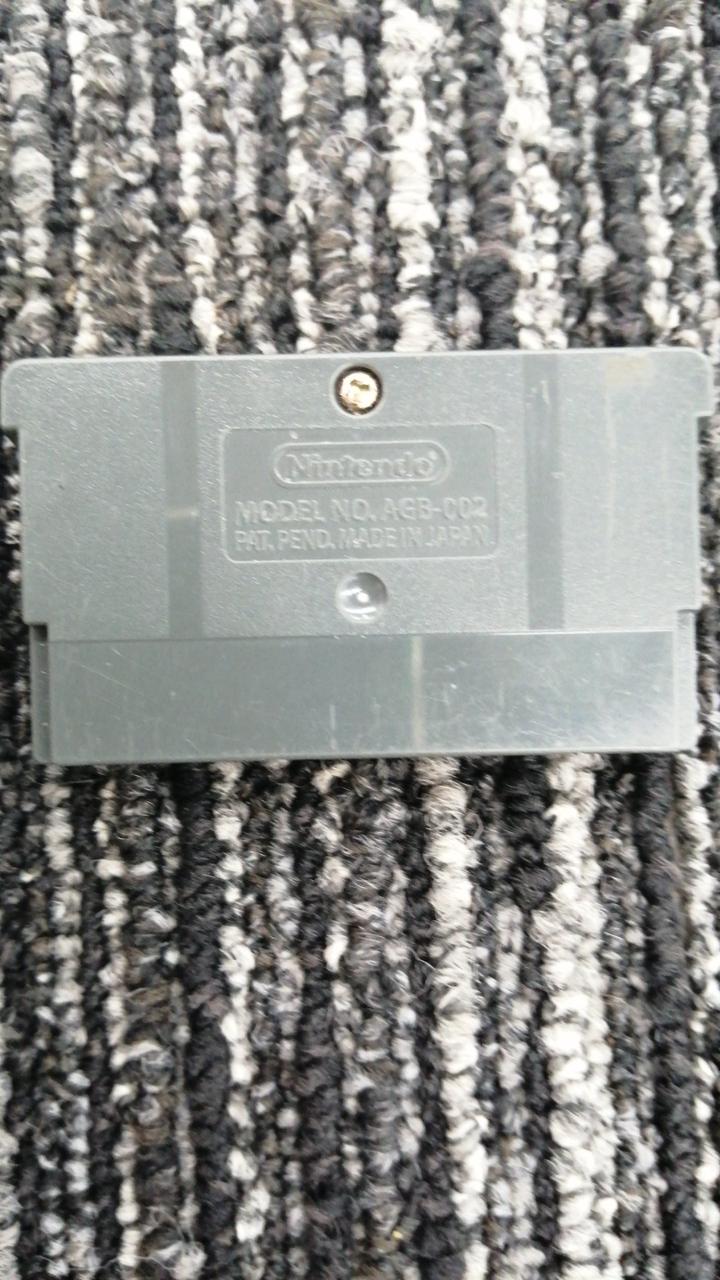 Nintendo®
MODEL NO. AGB-002
PAT. PEND. MADE IN JAPAN